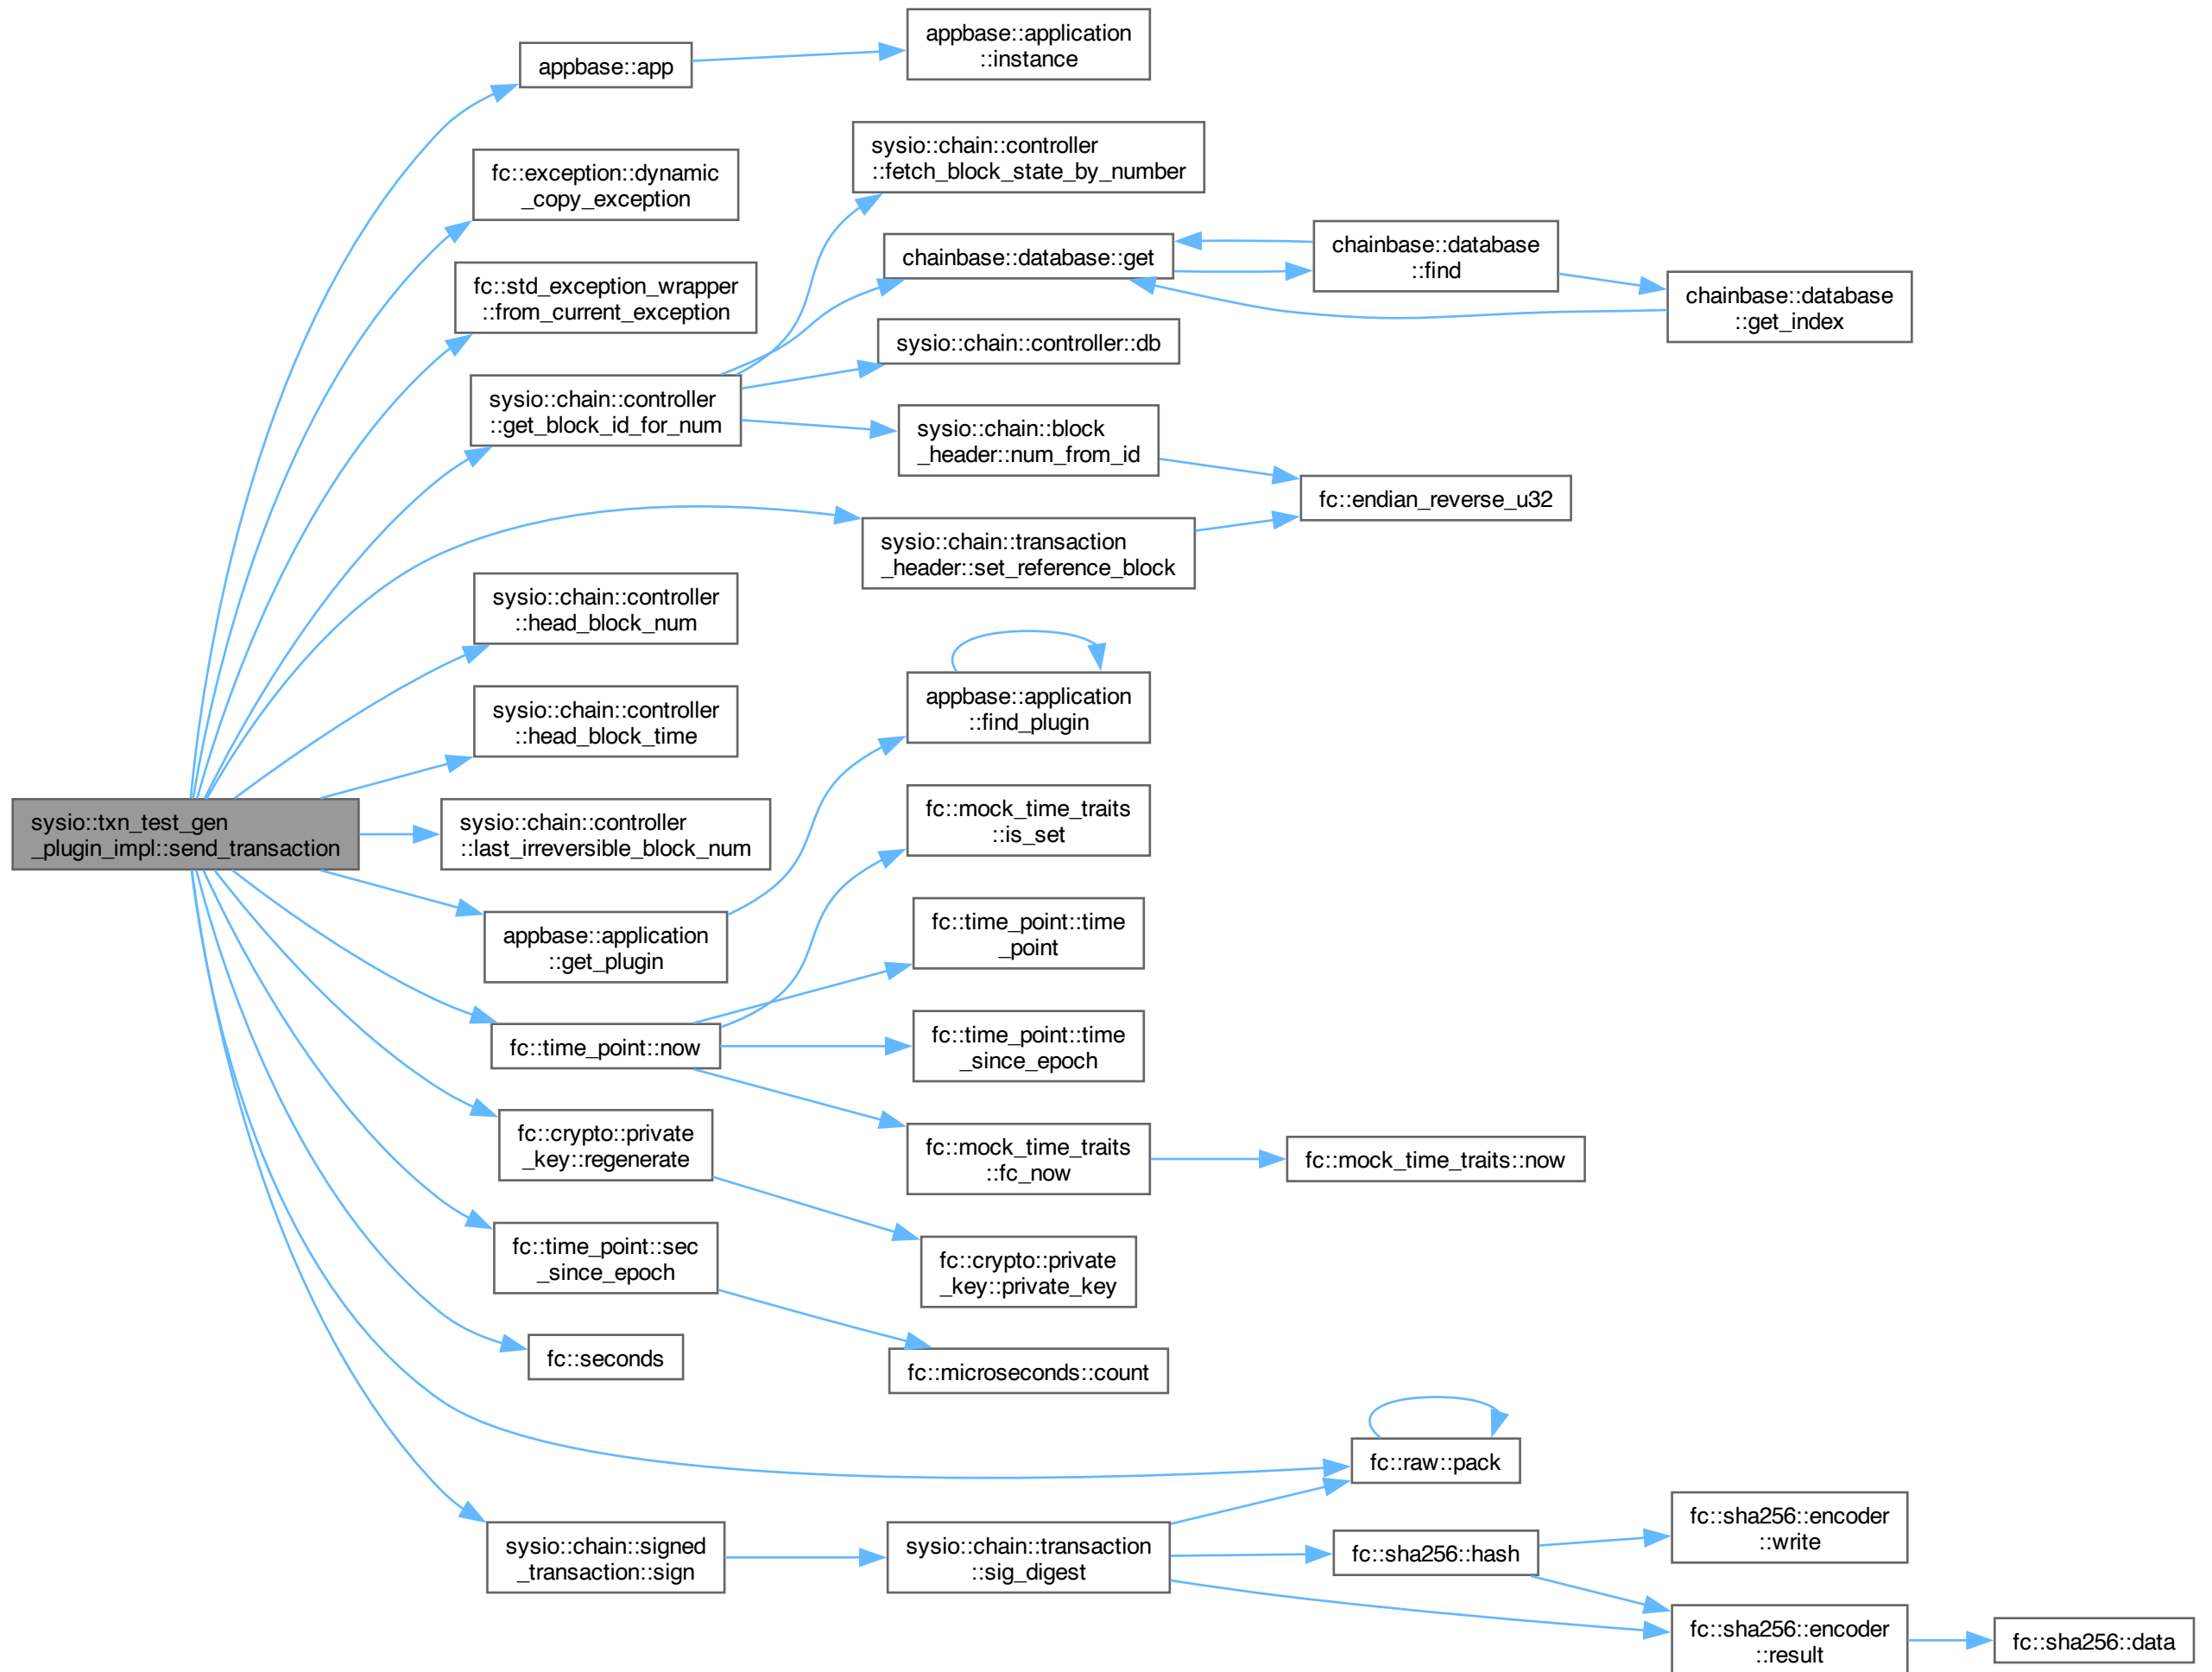 appbase::application
::instance
appbase::app
sysio::chain::controller
::fetch_block_state_by_number
fc::exception::dynamic
_copy_exception
chainbase::database::get
chainbase::database
::find
fc::std_exception_wrapper
::from_current_exception
chainbase::database
::get_index
sysio::chain::controller::db
sysio::chain::controller
::get_block_id_for_num
sysio::chain::block
_header::num_from_id
fc::endian_reverse_u32
sysio::chain::transaction
_header::set_reference_block
sysio::chain::controller
::head_block_num
appbase::application
::find_plugin
sysio::chain::controller
::head_block_time
sysio::txn_test_gen
_plugin_impl::send_transaction
sysio::chain::controller
::last_irreversible_block_num
fc::mock_time_traits
::is_set
appbase::application
::get_plugin
fc::time_point::time
_point
fc::time_point::now
fc::time_point::time
_since_epoch
fc::crypto::private
_key::regenerate
fc::mock_time_traits
::fc_now
fc::mock_time_traits::now
fc::time_point::sec
_since_epoch
fc::crypto::private
_key::private_key
fc::seconds
fc::microseconds::count
fc::raw::pack
sysio::chain::signed
_transaction::sign
sysio::chain::transaction
::sig_digest
fc::sha256::hash
fc::sha256::encoder
::write
fc::sha256::encoder
::result
fc::sha256::data